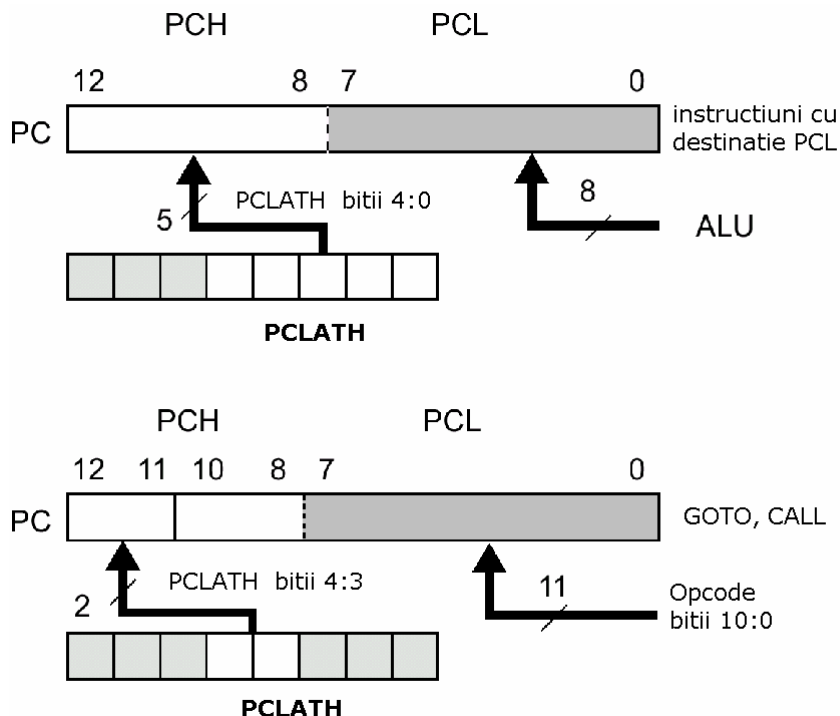 PCH PCL
12 8 7 0
PC
instructiuni cu
destinatie PCL
5
PCLATH bitii 4:0
8
ALU
PCLATH
PCH PCL
12 11 10 8 7 0
PC
GOTO, CALL
2
PCLATH bitii 4:3
11
Opcode
bitii 10:0
PCLATH